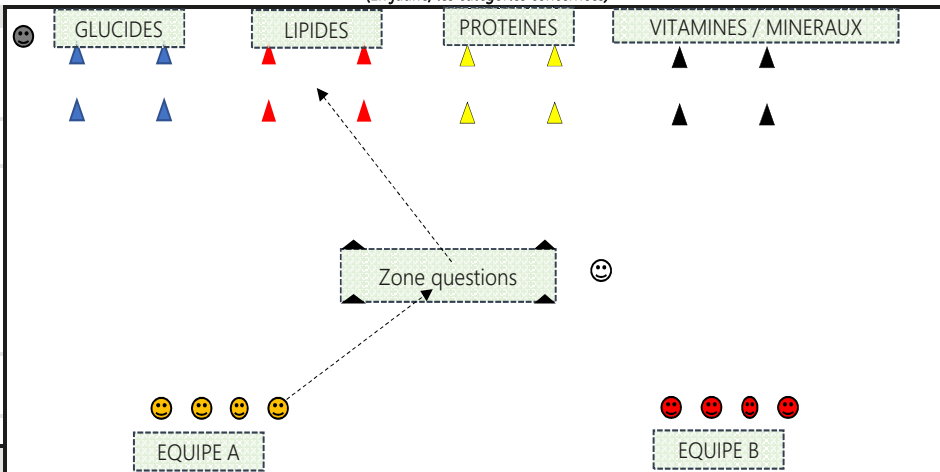 GLUCIDES
LIPIDES
PROTEINES
VITAMINES / MINERAUX
Zone questions
EQUIPE A
EQUIPE B